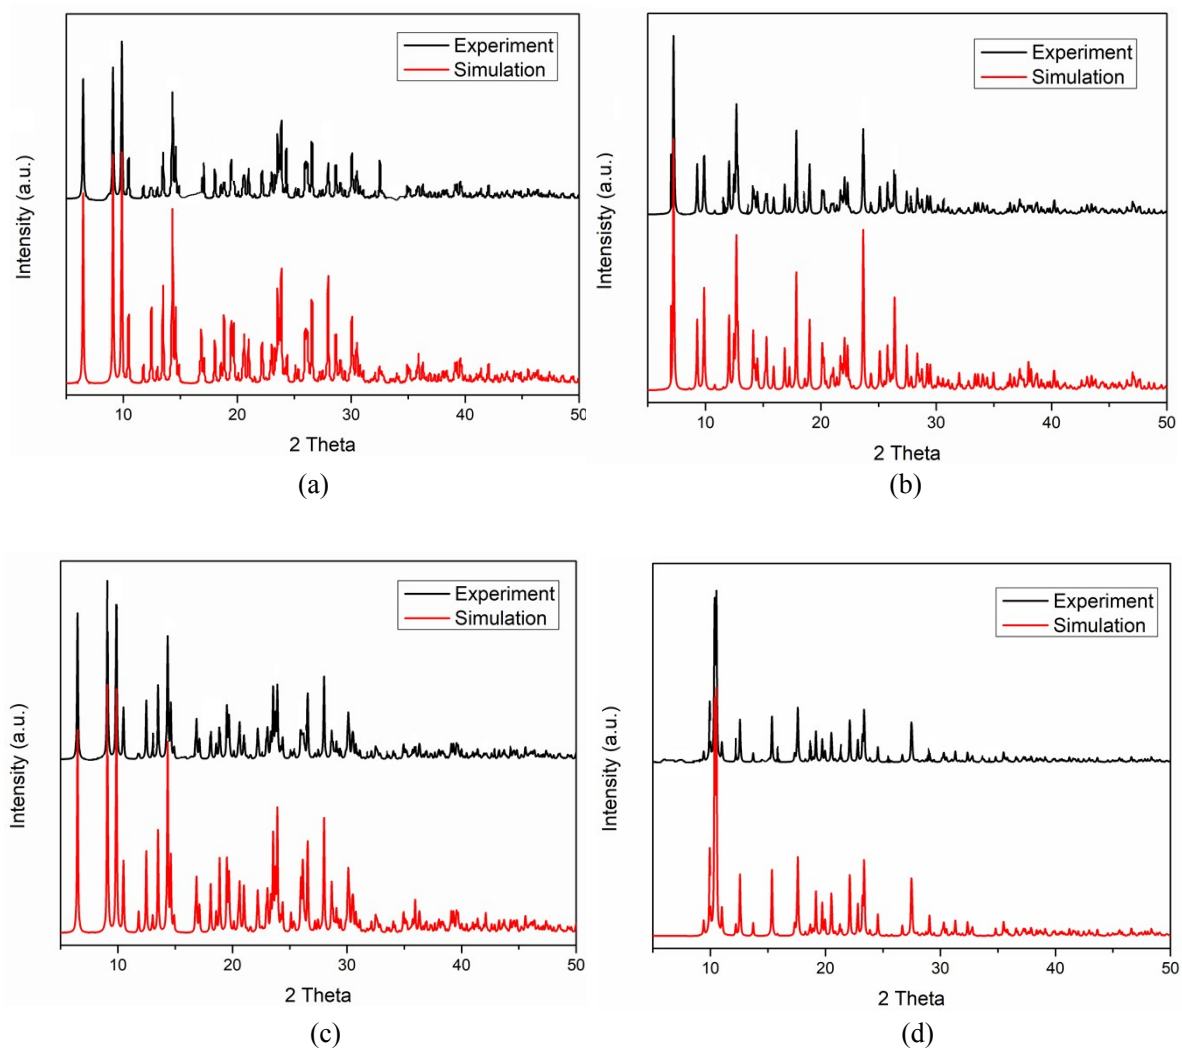 Experiment
Simulation
Intensity (a.u.)
10
20
30
40
50
2 Theta
(a)
Experiment
Simulation
Intensisty (a.u.)
10
20
30
40
50
2 Theta
(b)
Experiment
Simulation
Intensity (a.u.)
10
20
30
40
50
2 Theta
(c)
Experiment
Simulation
Intensity (a.u.)
10
20
30
40
50
2 Theta
(d)